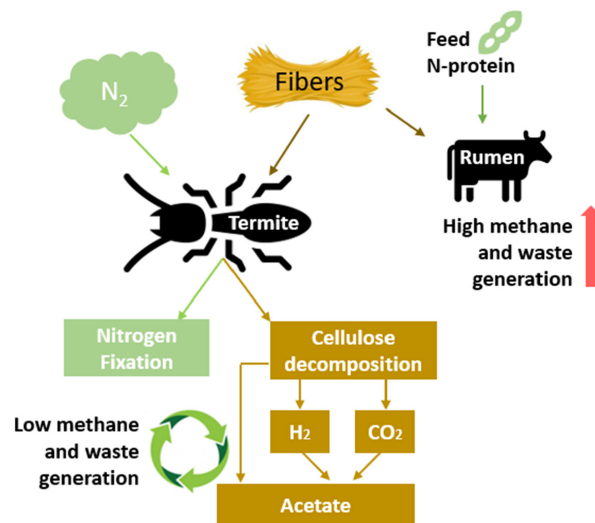 N₂
Fibers
Feed
N-protein
Rumen
Termite
High methane
and waste
generation
Nitrogen
Fixation
Cellulose
decomposition
Low methane
and waste
generation
H₂
CO₂
Acetate